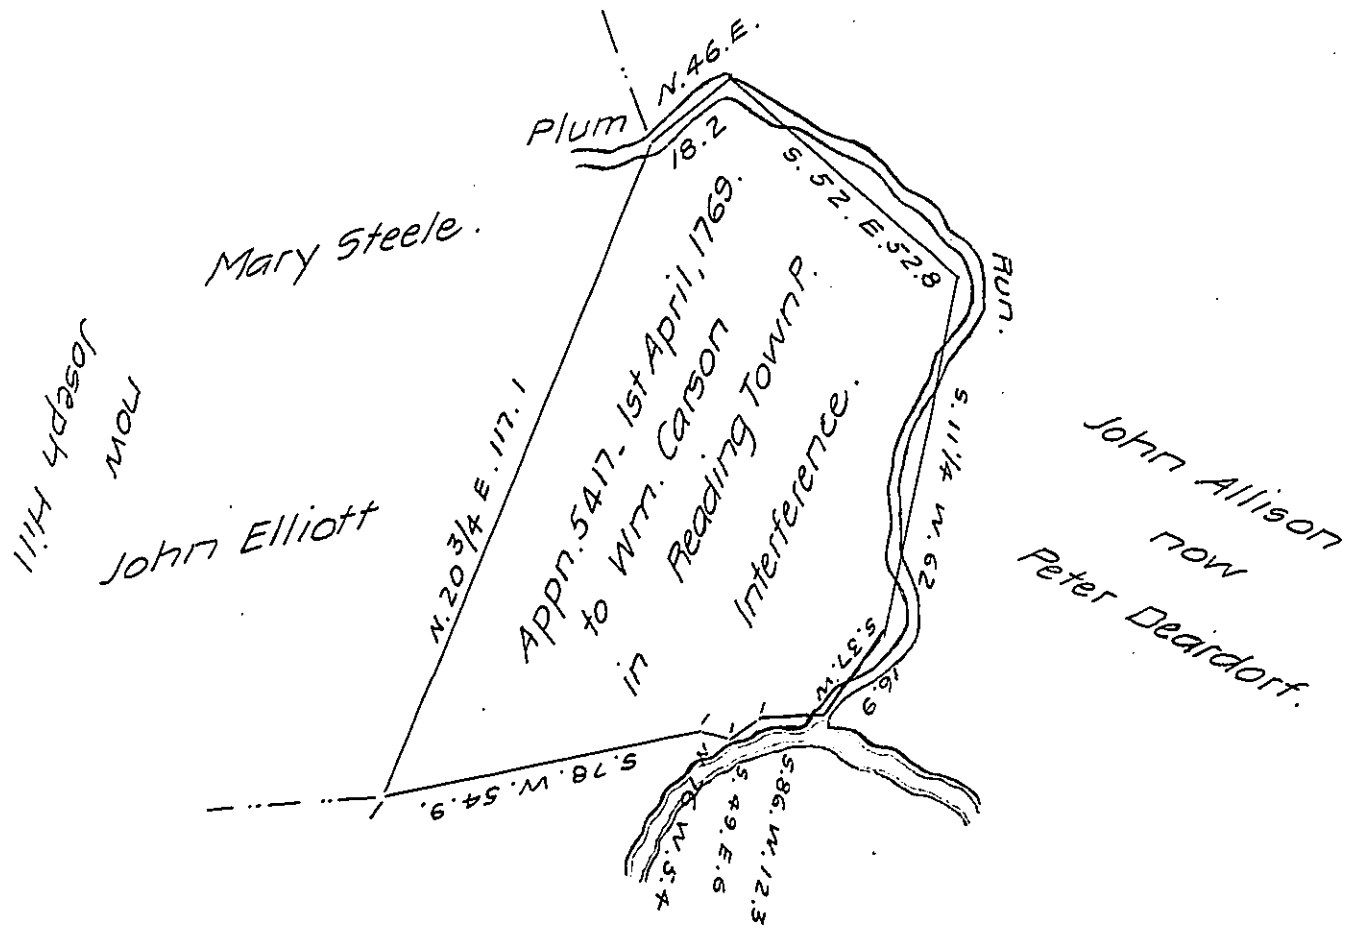 N.46.E.
Plum
18.2
S. 52. E. 52.8
Mary Steele.
Run.
Joseph Hill
now
John Elliott
N. 20 3/4 E. 117.1
Appn. 5417- 1st April, 1769.
to Wm. Carson
in Reading Townp.
Interference.
S. 11 1/4 W. 62
John Allison
now
Peter Deardorf.
S. 37. W.
16.9
S. 78. W. 54.9.
N. 76 W. 5.4
S. 49. E. 6
S. 86. W. 12.3